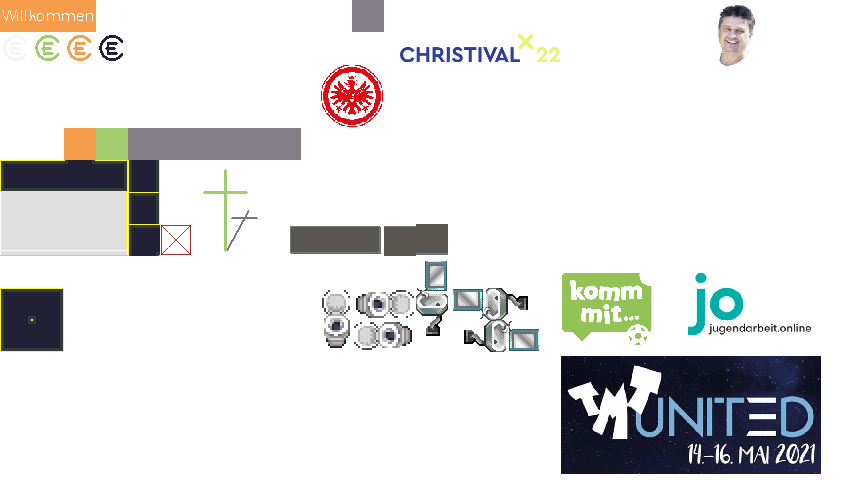 Willkommen
CHRISTIVAL 22
komm
mit...
jo
jugendarbeit.online
UNITED
14.-16. MAI 2021